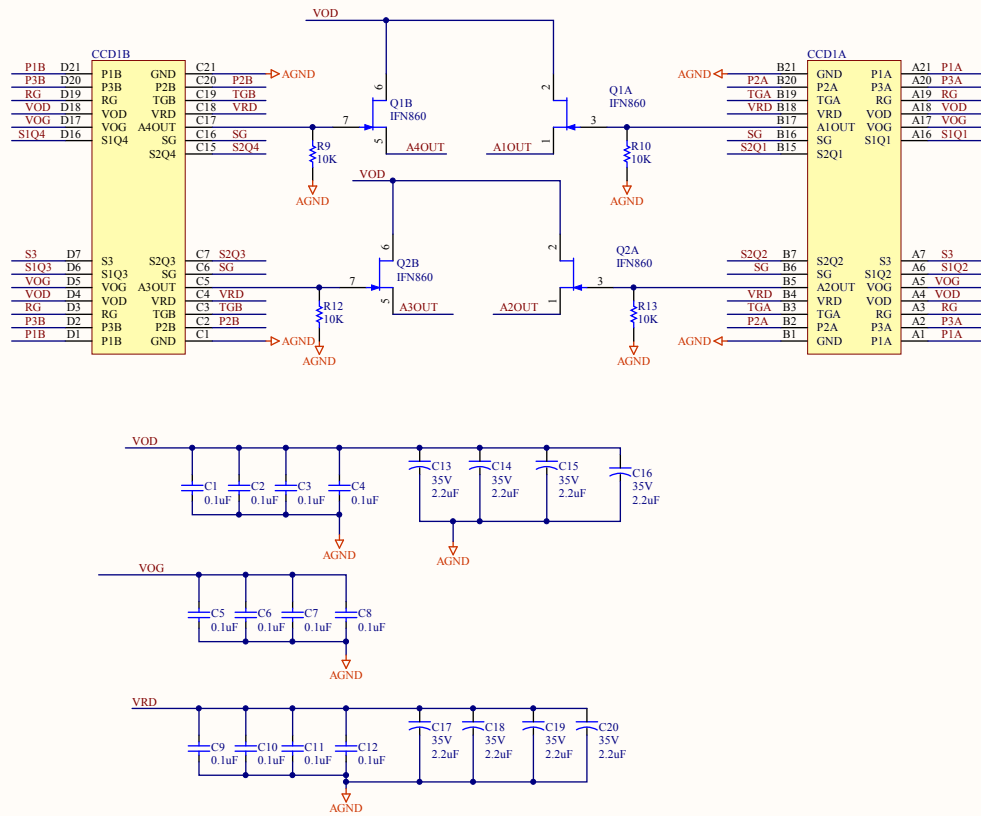 VOD
CCD1B
CCD1A
P1B D21 P1B GND C21 AGND
P3B D20 P3B P2B C20 P2B
RG D19 RG TGB C19 TGB
VOD D18 VOD VRD C18 VRD
VOG D17 VOG A4OUT C17
S1Q4 D16 S1Q4 SG C16 SG
S2Q4 C15 S2Q4
6
Q1B
IFN860
7
5
A4OUT
R9
10K
AGND
2
Q1A
IFN860
3
1
A1OUT
R10
10K
AGND
AGND B21 GND P1A A21 P1A
P2A B20 P2A P3A A20 P3A
TGA B19 TGA RG A19 RG
VRD B18 VRD VOD A18 VOD
B17 A1OUT VOG A17 VOG
SG B16 SG S1Q1 A16 S1Q1
S2Q1 B15 S2Q1
VOD
S3 D7 S3 S2Q3 C7 S2Q3
S1Q3 D6 S1Q3 SG C6 SG
VOG D5 VOG A3OUT C5
VOD D4 VOD VRD C4 VRD
RG D3 RG TGB C3 TGB
P3B D2 P3B P2B C2 P2B
P1B D1 P1B GND C1 AGND
6
Q2B
IFN860
7
5
A3OUT
R12
10K
AGND
2
Q2A
IFN860
3
1
A2OUT
R13
10K
AGND
S2Q2 B7 S2Q2 S3 A7 S3
SG B6 SG S1Q2 A6 S1Q2
B5 A2OUT VOG A5 VOG
VRD B4 VRD VOD A4 VOD
TGA B3 TGA RG A3 RG
P2A B2 P2A P3A A2 P3A
AGND B1 GND P1A A1 P1A
VOD
C1
0.1uF
C2
0.1uF
C3
0.1uF
C4
0.1uF
AGND
C13
35V
2.2uF
C14
35V
2.2uF
C15
35V
2.2uF
C16
35V
2.2uF
AGND
VOG
C5
0.1uF
C6
0.1uF
C7
0.1uF
C8
0.1uF
AGND
VRD
C9
0.1uF
C10
0.1uF
C11
0.1uF
C12
0.1uF
C17
35V
2.2uF
C18
35V
2.2uF
C19
35V
2.2uF
C20
35V
2.2uF
AGND